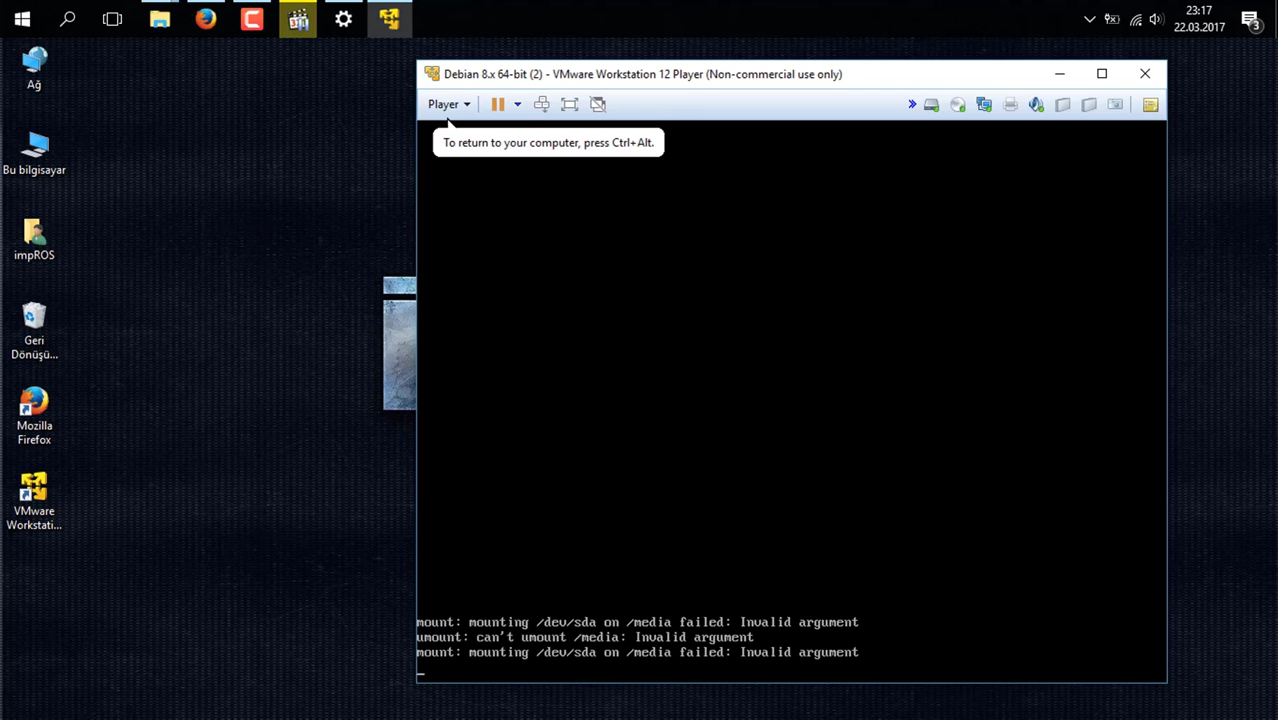 23:17
22.03.2017
3
Ağ
Bu bilgisayar
impROS
Geri
Dönüşü...
Mozilla
Firefox
VMware
Workstati...
Debian 8.x 64-bit (2) - VMware Workstation 12 Player (Non-commercial use only)
Player
To return to your computer, press Ctrl+Alt.
mount: mounting /dev/sda on /media failed: Invalid argument
umount: can't umount /media: Invalid argument
mount: mounting /dev/sda on /media failed: Invalid argument